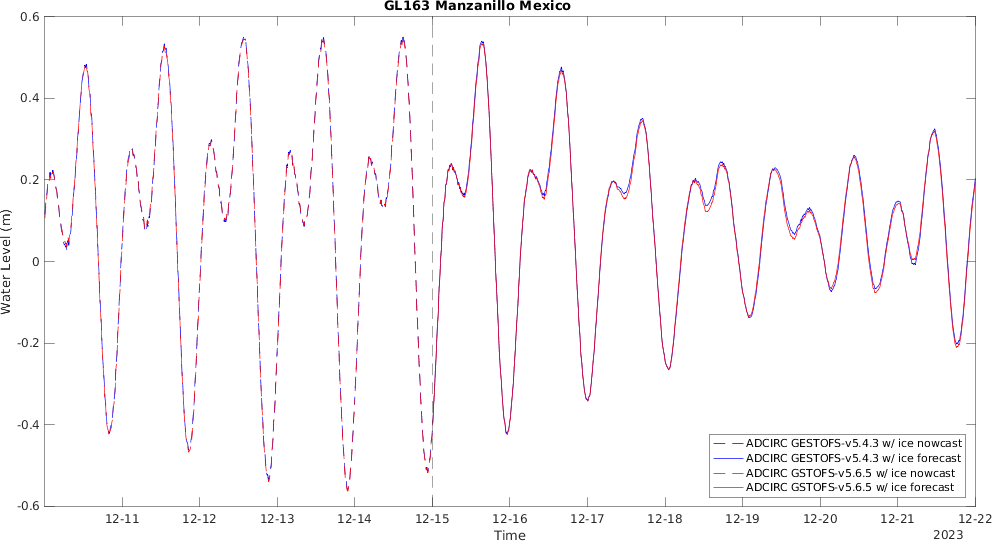 GL163 Manzanillo Mexico
0.6
0.4
0.2
0
-0.2
-0.4
-0.6
Water Level (m)
12-11 12-12 12-13 12-14 12-15 12-16 12-17 12-18 12-19 12-20 12-21 12-22
Time
2023
ADCIRC GESTOFS-v5.4.3 w/ ice nowcast
ADCIRC GESTOFS-v5.4.3 w/ ice forecast
ADCIRC GSTOFS-v5.6.5 w/ ice nowcast
ADCIRC GSTOFS-v5.6.5 w/ ice forecast